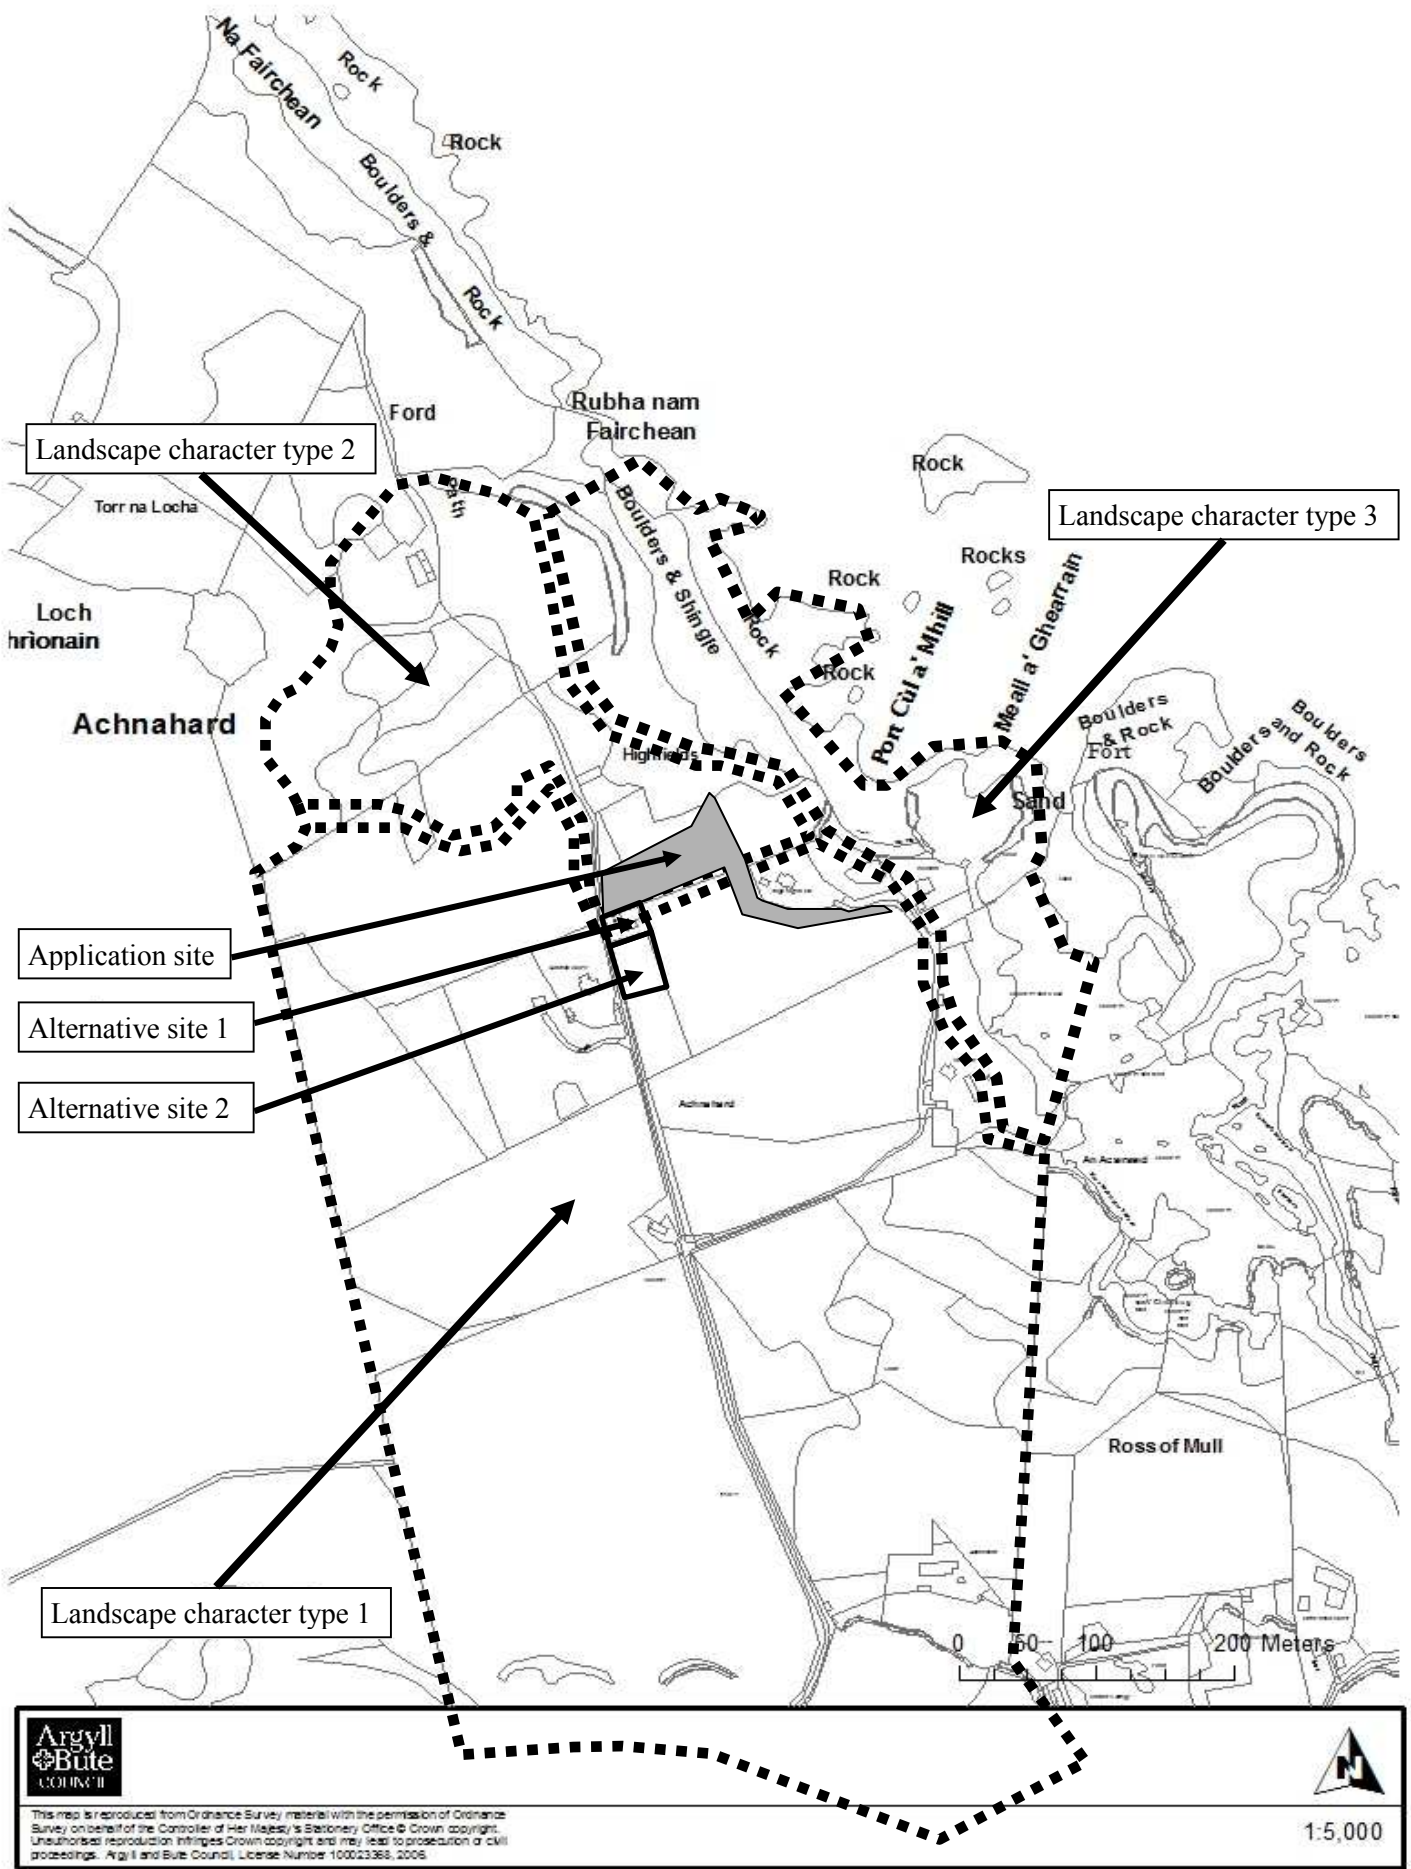 Na Fairchean
Rock
Rock
Boulders &
Rock
Rubha nam
Fairchean
Ford
Landscape character type 2
Path
Torr na Locha
Boulders & Shingle
Rock
Landscape character type 3
Rocks
Rock
Loch
hrìonain
Rock
Rock
Port Cùl a' Mhill
Meall a' Ghearrain
Achnahard
Boulders
& Rock
Fort
Boulders
and Rock
Boulders
Highfields
Sand
Application site
Alternative site 1
Alternative site 2
Achnahard
Ross of Mull
Landscape character type 1
0 50 100 200 Meters
Argyll
&Bute
COUNCIL
N
This map is reproduced from Ordnance Survey material with the permission of Ordnance
Survey on behalf of the Controller of Her Majesty's Stationery Office © Crown copyright.
Unauthorised reproduction infringes Crown copyright and may lead to prosecution or civil
proceedings. Argyll and Bute Council, License Number 100023368, 2006.
1:5,000